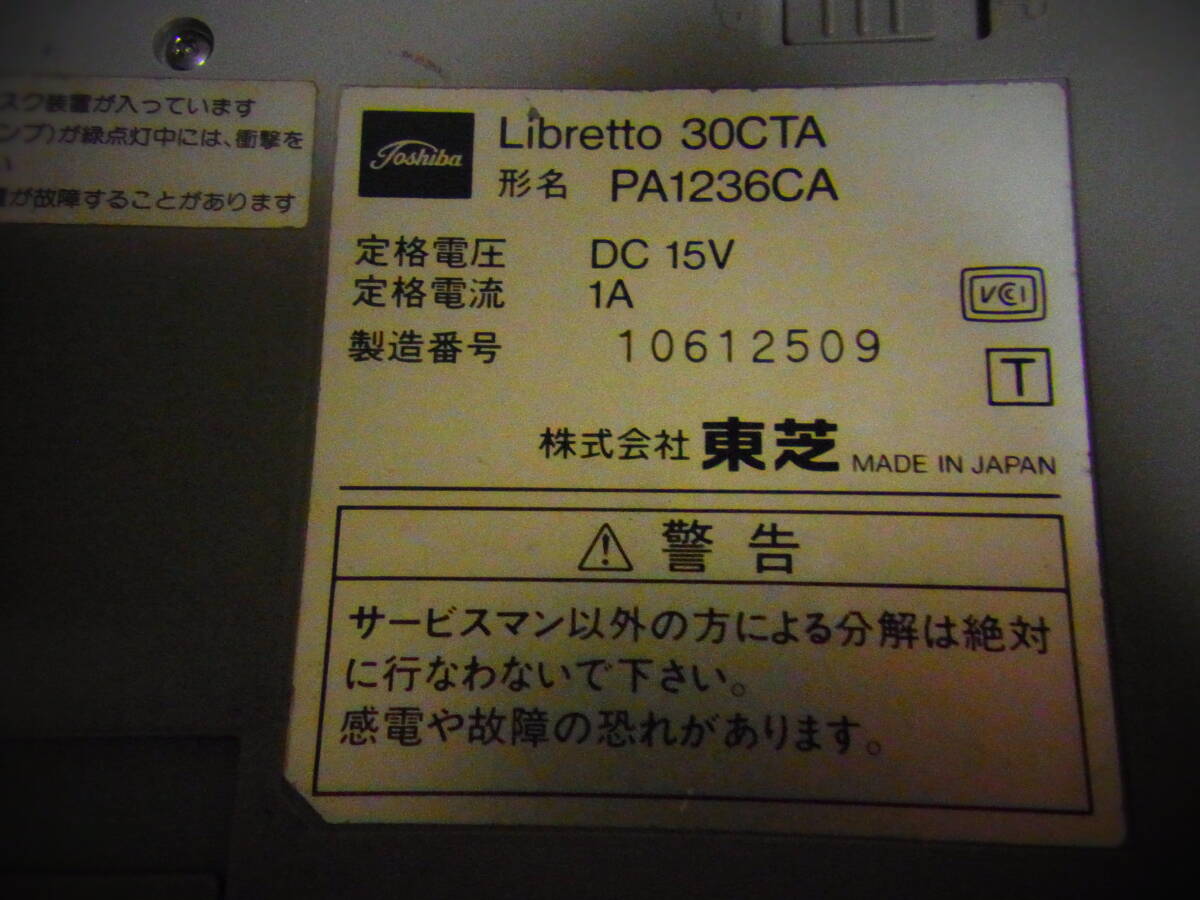 スク装置が入っています
ンプ)が緑点灯中には、衝撃を
い
が故障することがあります
Toshiba
Libretto 30CTA
形名 PA1236CA
定格電圧 DC 15V
定格電流 1A
製造番号 10612509
VCCI
T
株式会社 東芝 MADE IN JAPAN
警告
サービスマン以外の方による分解は絶対
に行なわないで下さい。
感電や故障の恐れがあります。